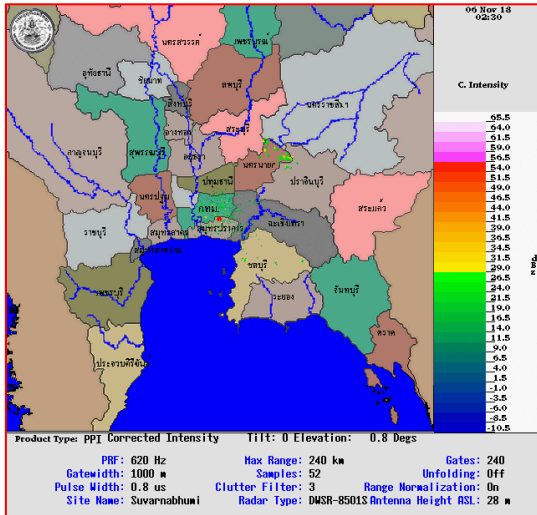 06 Nov 18
02:30
C. Intensity
นครสวรรค์
เพชรบูรณ์
อุทัยธานี
ชัยนาท
ลพบุรี
สิงห์บุรี
นครราชสีมา
อ่างทอง
สระบุรี
กาญจนบุรี
สุพรรณบุรี
อยุธยา
นครนายก
ปทุมธานี
ปราจีนบุรี
นครปฐม
กทม.
สระแก้ว
ราชบุรี
สมุทรสาคร
สมุทรปราการ
ฉะเชิงเทรา
สมุทรสงคราม
ชลบุรี
เพชรบุรี
ระยอง
จันทบุรี
ตราด
ประจวบคีรีขันธ์
65.5
64.0
61.5
59.0
56.5
54.0
51.5
49.0
46.5
44.0
41.5
39.0
36.5
34.0
31.5
29.0
26.5
24.0
21.5
19.0
16.5
14.0
11.5
9.0
6.5
4.0
1.5
-1.0
-3.5
-6.0
-8.5
-10.5
Product Type: PPI Corrected Intensity Tilt: 0 Elevation: 0.8 Degs
PRF: 620 Hz Max Range: 240 km Gates: 240
Gatewidth: 1000 m Samples: 52 Unfolding: Off
Pulse Width: 0.8 us Clutter Filter: 3 Range Normalization: On
Site Name: Suvarnabhumi Radar Type: DWSR-8501S Antenna Height ASL: 28 m